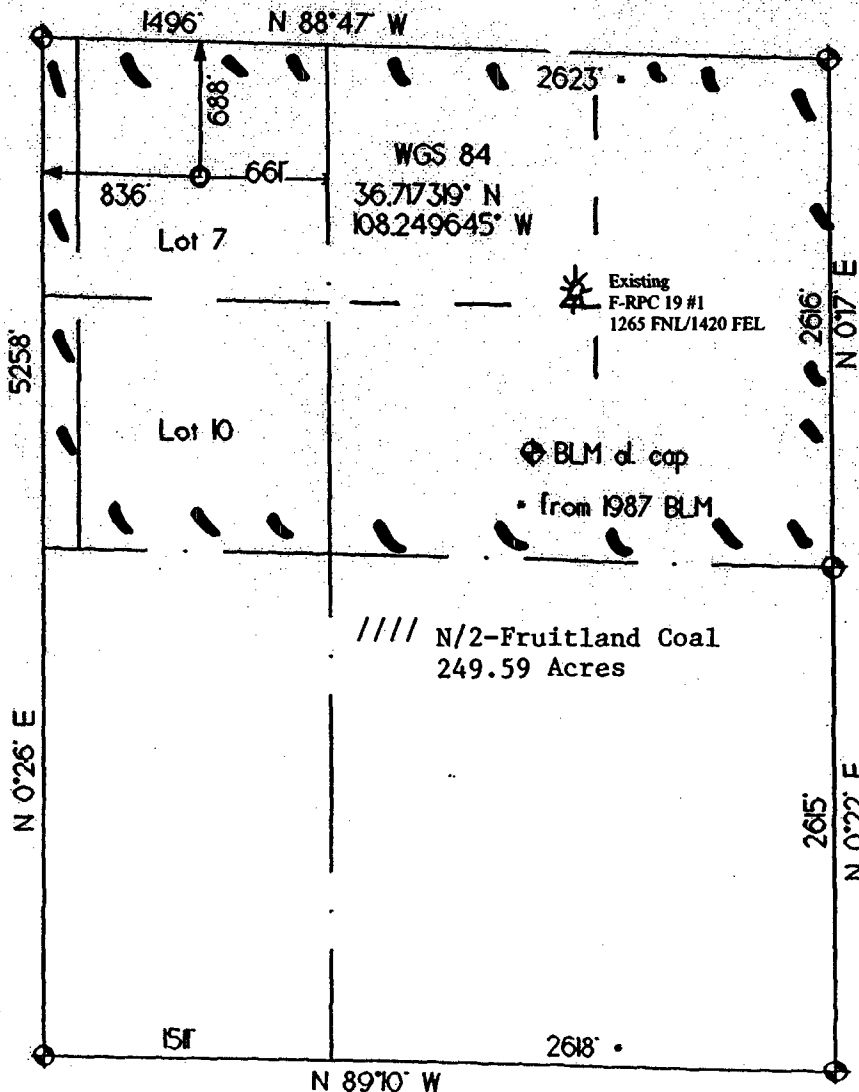 1496' N 88°47' W
2623'
688'
WGS 84
836' 661'
36.717319° N
108.249645° W
Lot 7
Existing
F-RPC 19 #1
1265 FNL/1420 FEL
2616'
N 0°17' E
5258'
Lot 10
BLM al cap
• from 1987 BLM
//// N/2-Fruitland Coal
249.59 Acres
N 0°26' E
2615'
N 0°22' E
1511'
2618'
N 89°10' W